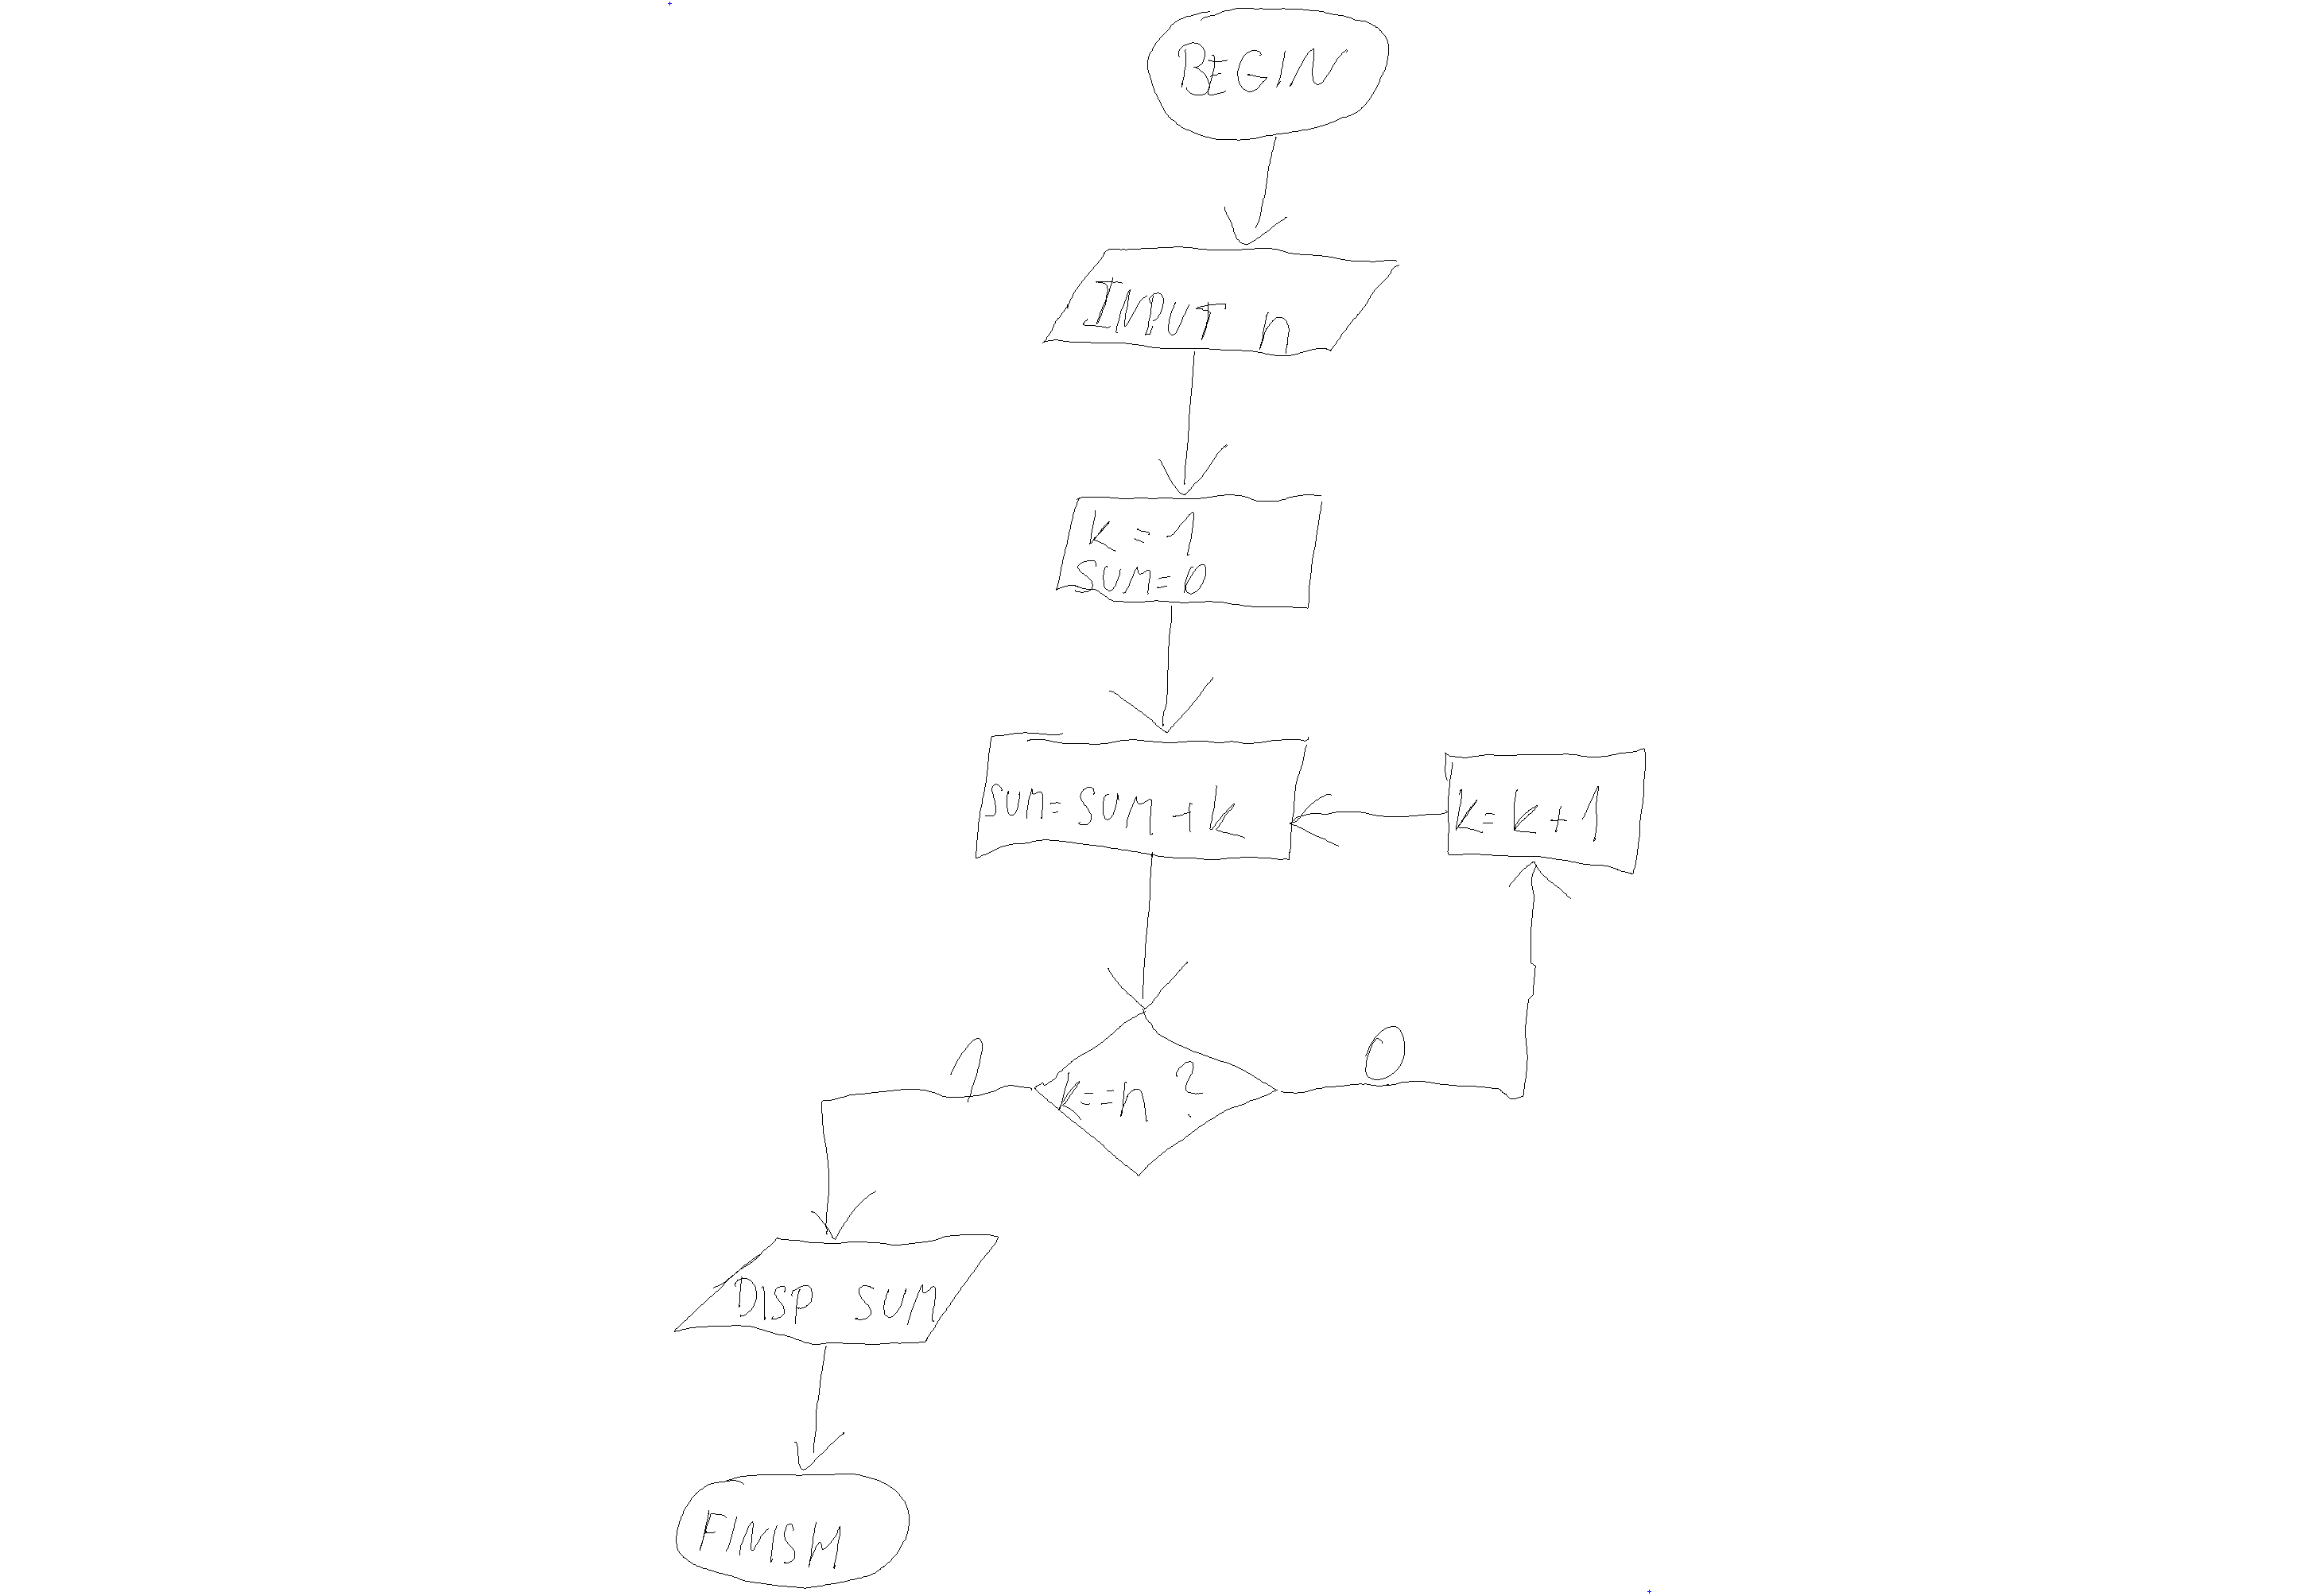 BEGIN
INPUT n
k = 1
SUM=0
SUM=SUM+k
k=k+1
k==n ?
1
0
DISP SUM
FINISH